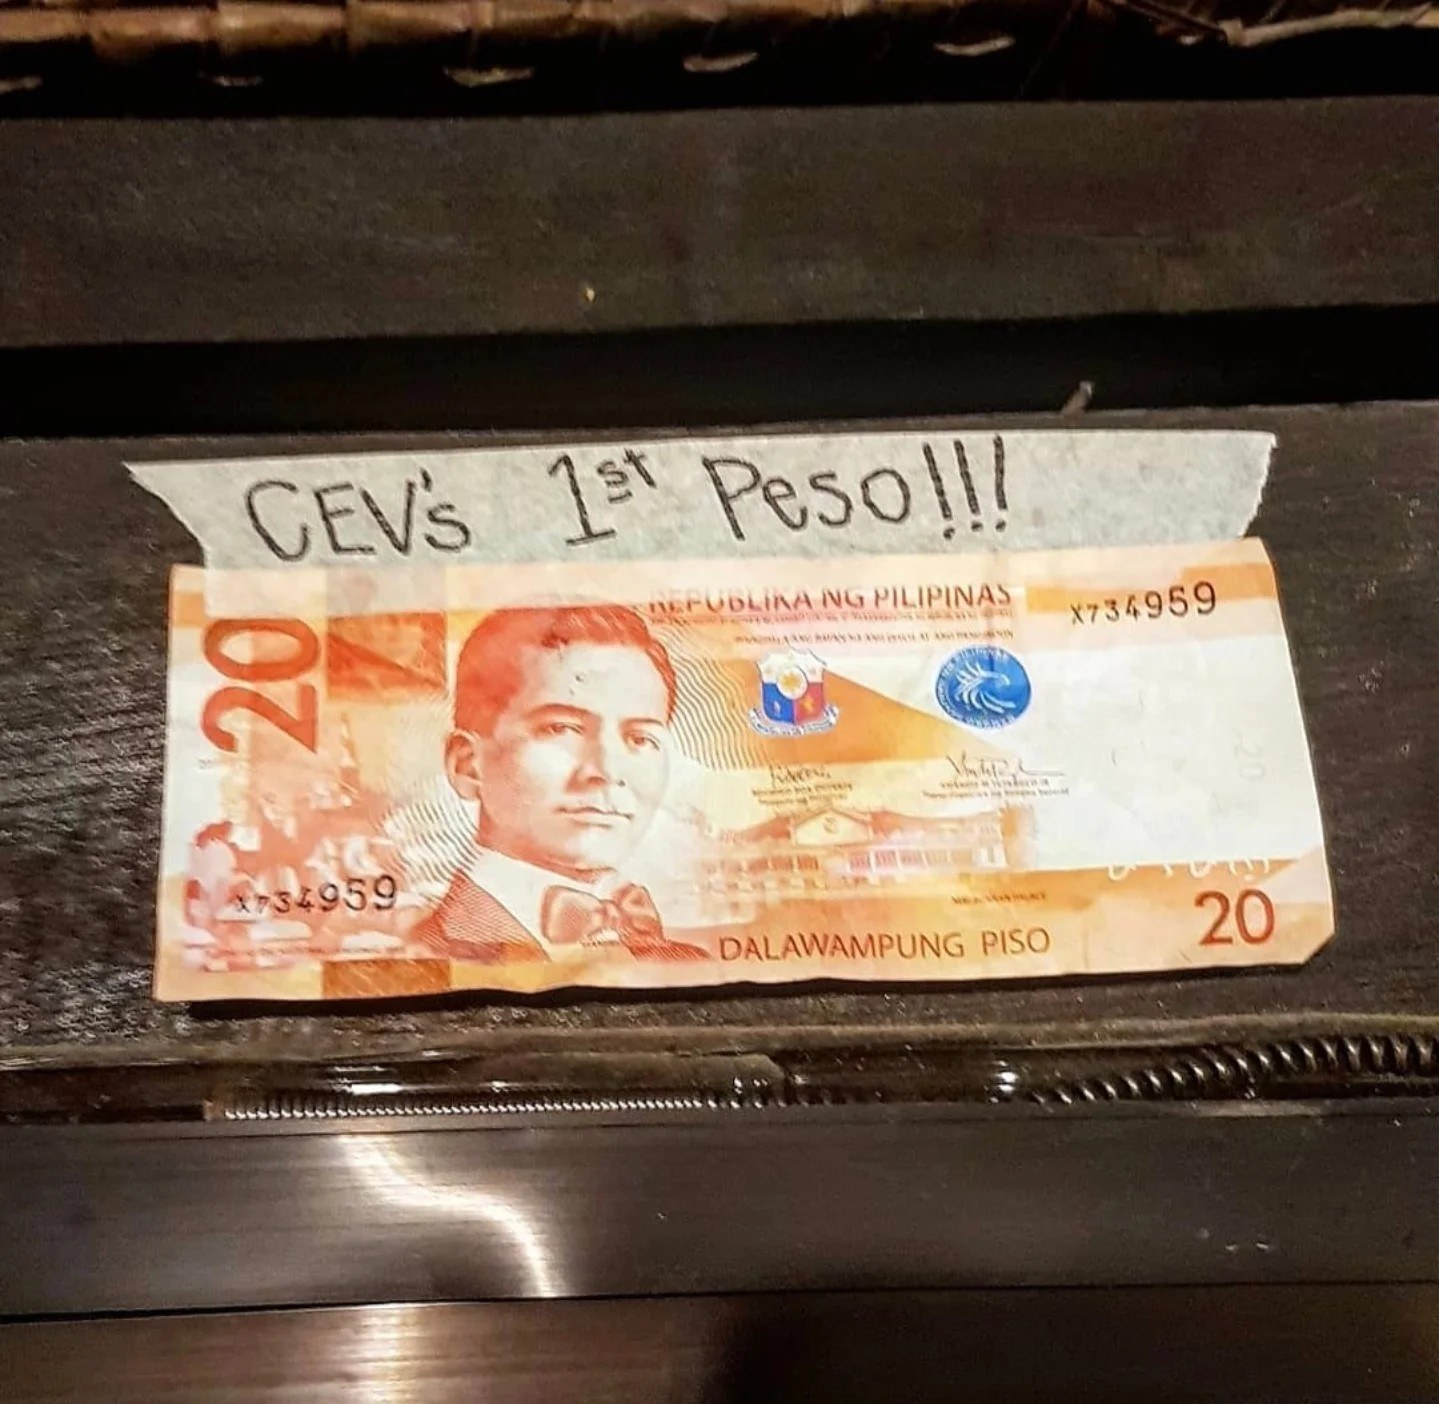 CEV's 1st Peso!!!
REPUBLIKA NG PILIPINAS
X734959
20
X734959
DALAWAMPUNG PISO
20